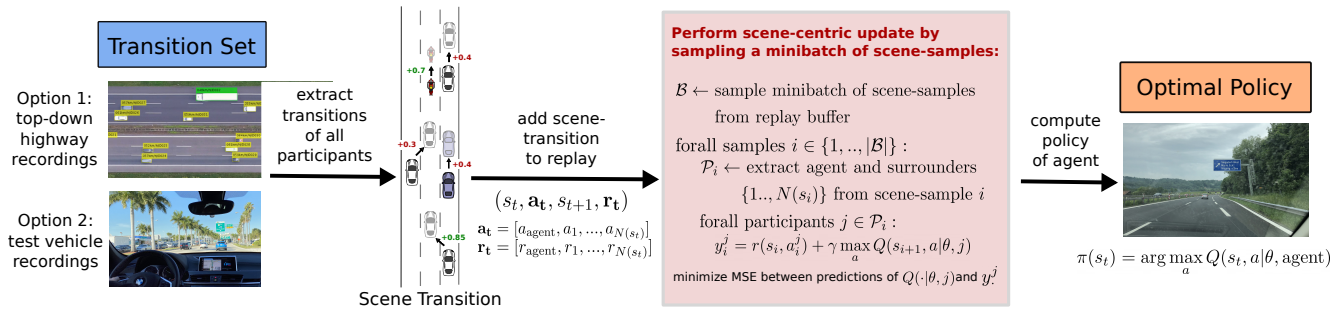 Transition Set
Option 1:
top-down
highway
recordings
Option 2:
test vehicle
recordings
extract
transitions
of all
participants
+0.4
+0.7
+0.3
+0.4
+0.85
Scene Transition
add scene-
transition
to replay
(s_t, a_t, s_{t+1}, r_t)
a_t = [a_agent, a_1, ..., a_{N(s_t)}]
r_t = [r_agent, r_1, ..., r_{N(s_t)}]
Perform scene-centric update by
sampling a minibatch of scene-samples:
B ← sample minibatch of scene-samples
from replay buffer
forall samples i ∈ {1, .., |B|} :
P_i ← extract agent and surrounders
{1.., N(s_i)} from scene-sample i
forall participants j ∈ P_i :
y_i^j = r(s_i, a_i^j) + γ max_a Q(s_{i+1}, a|θ, j)
minimize MSE between predictions of Q(·|θ, j) and y_.^j
compute
policy
of agent
Optimal Policy
π(s_t) = arg max_a Q(s_t, a|θ, agent)